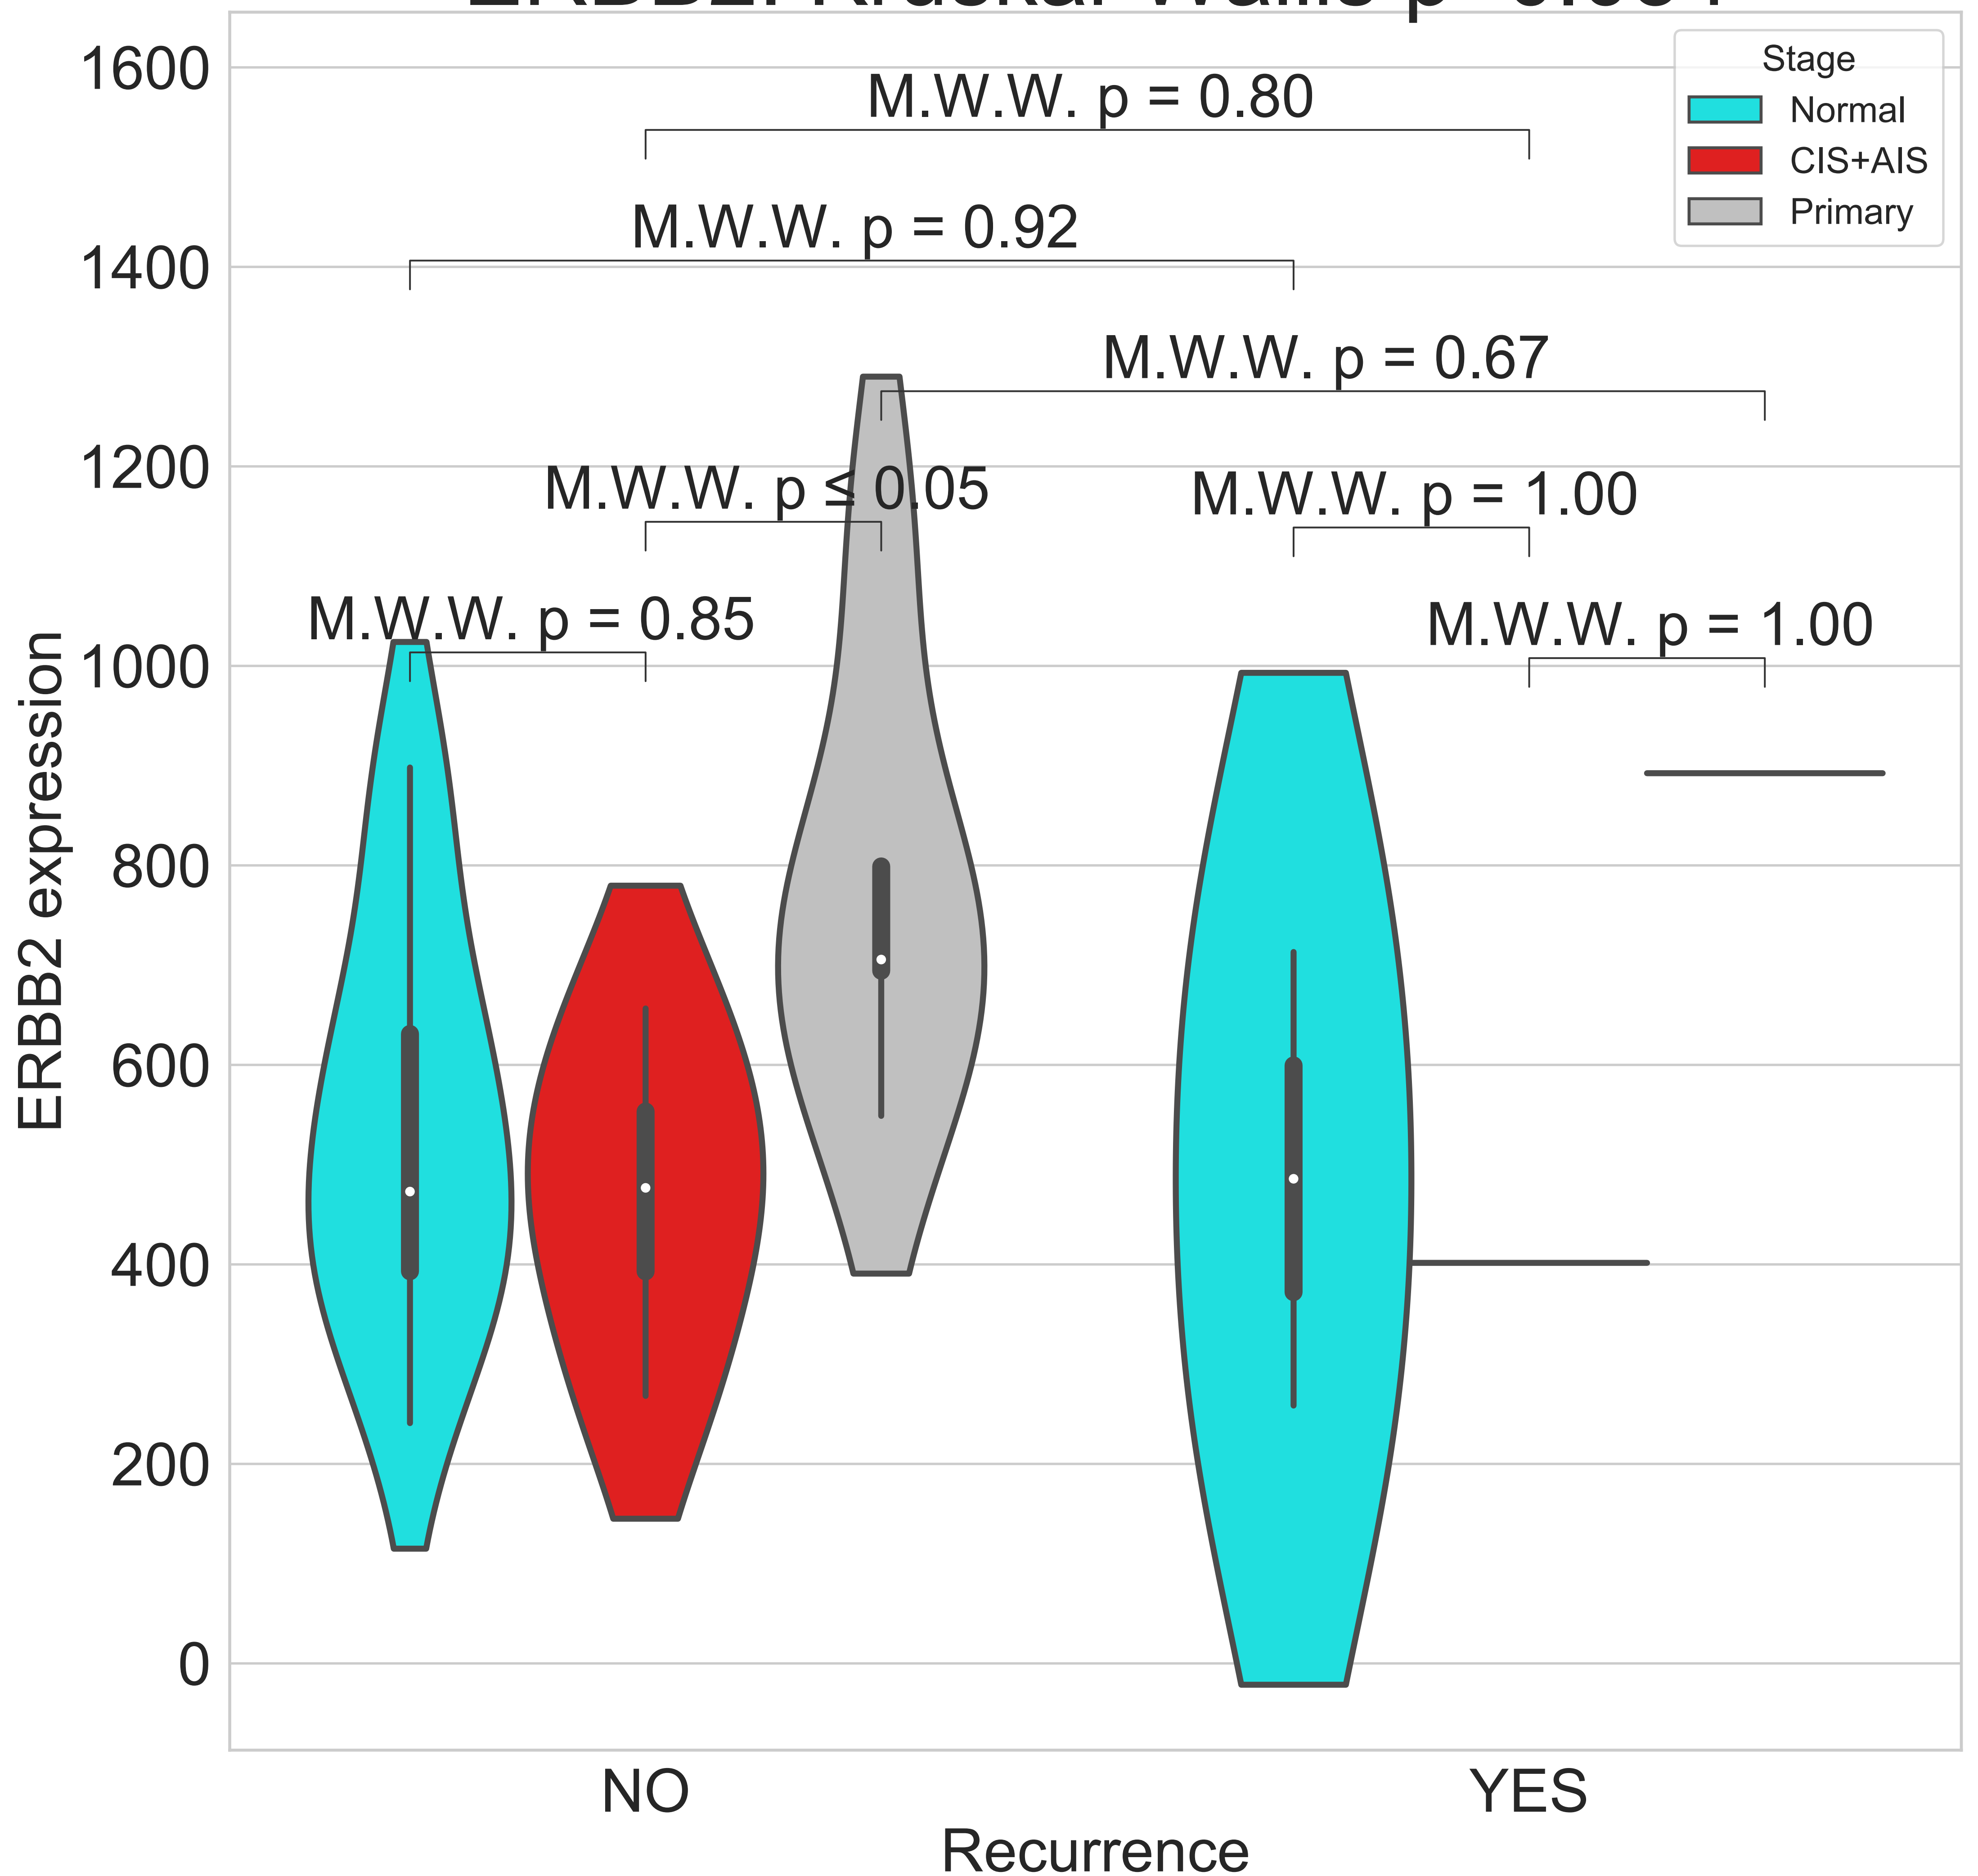 1600
1400
1200
1000
800
600
400
200
0
ERBB2 expression
M.W.W. p = 0.80
M.W.W. p = 0.92
M.W.W. p = 0.67
M.W.W. p ≤ 0.05
M.W.W. p = 1.00
M.W.W. p = 0.85
M.W.W. p = 1.00
Stage
Normal
CIS+AIS
Primary
NO
YES
Recurrence